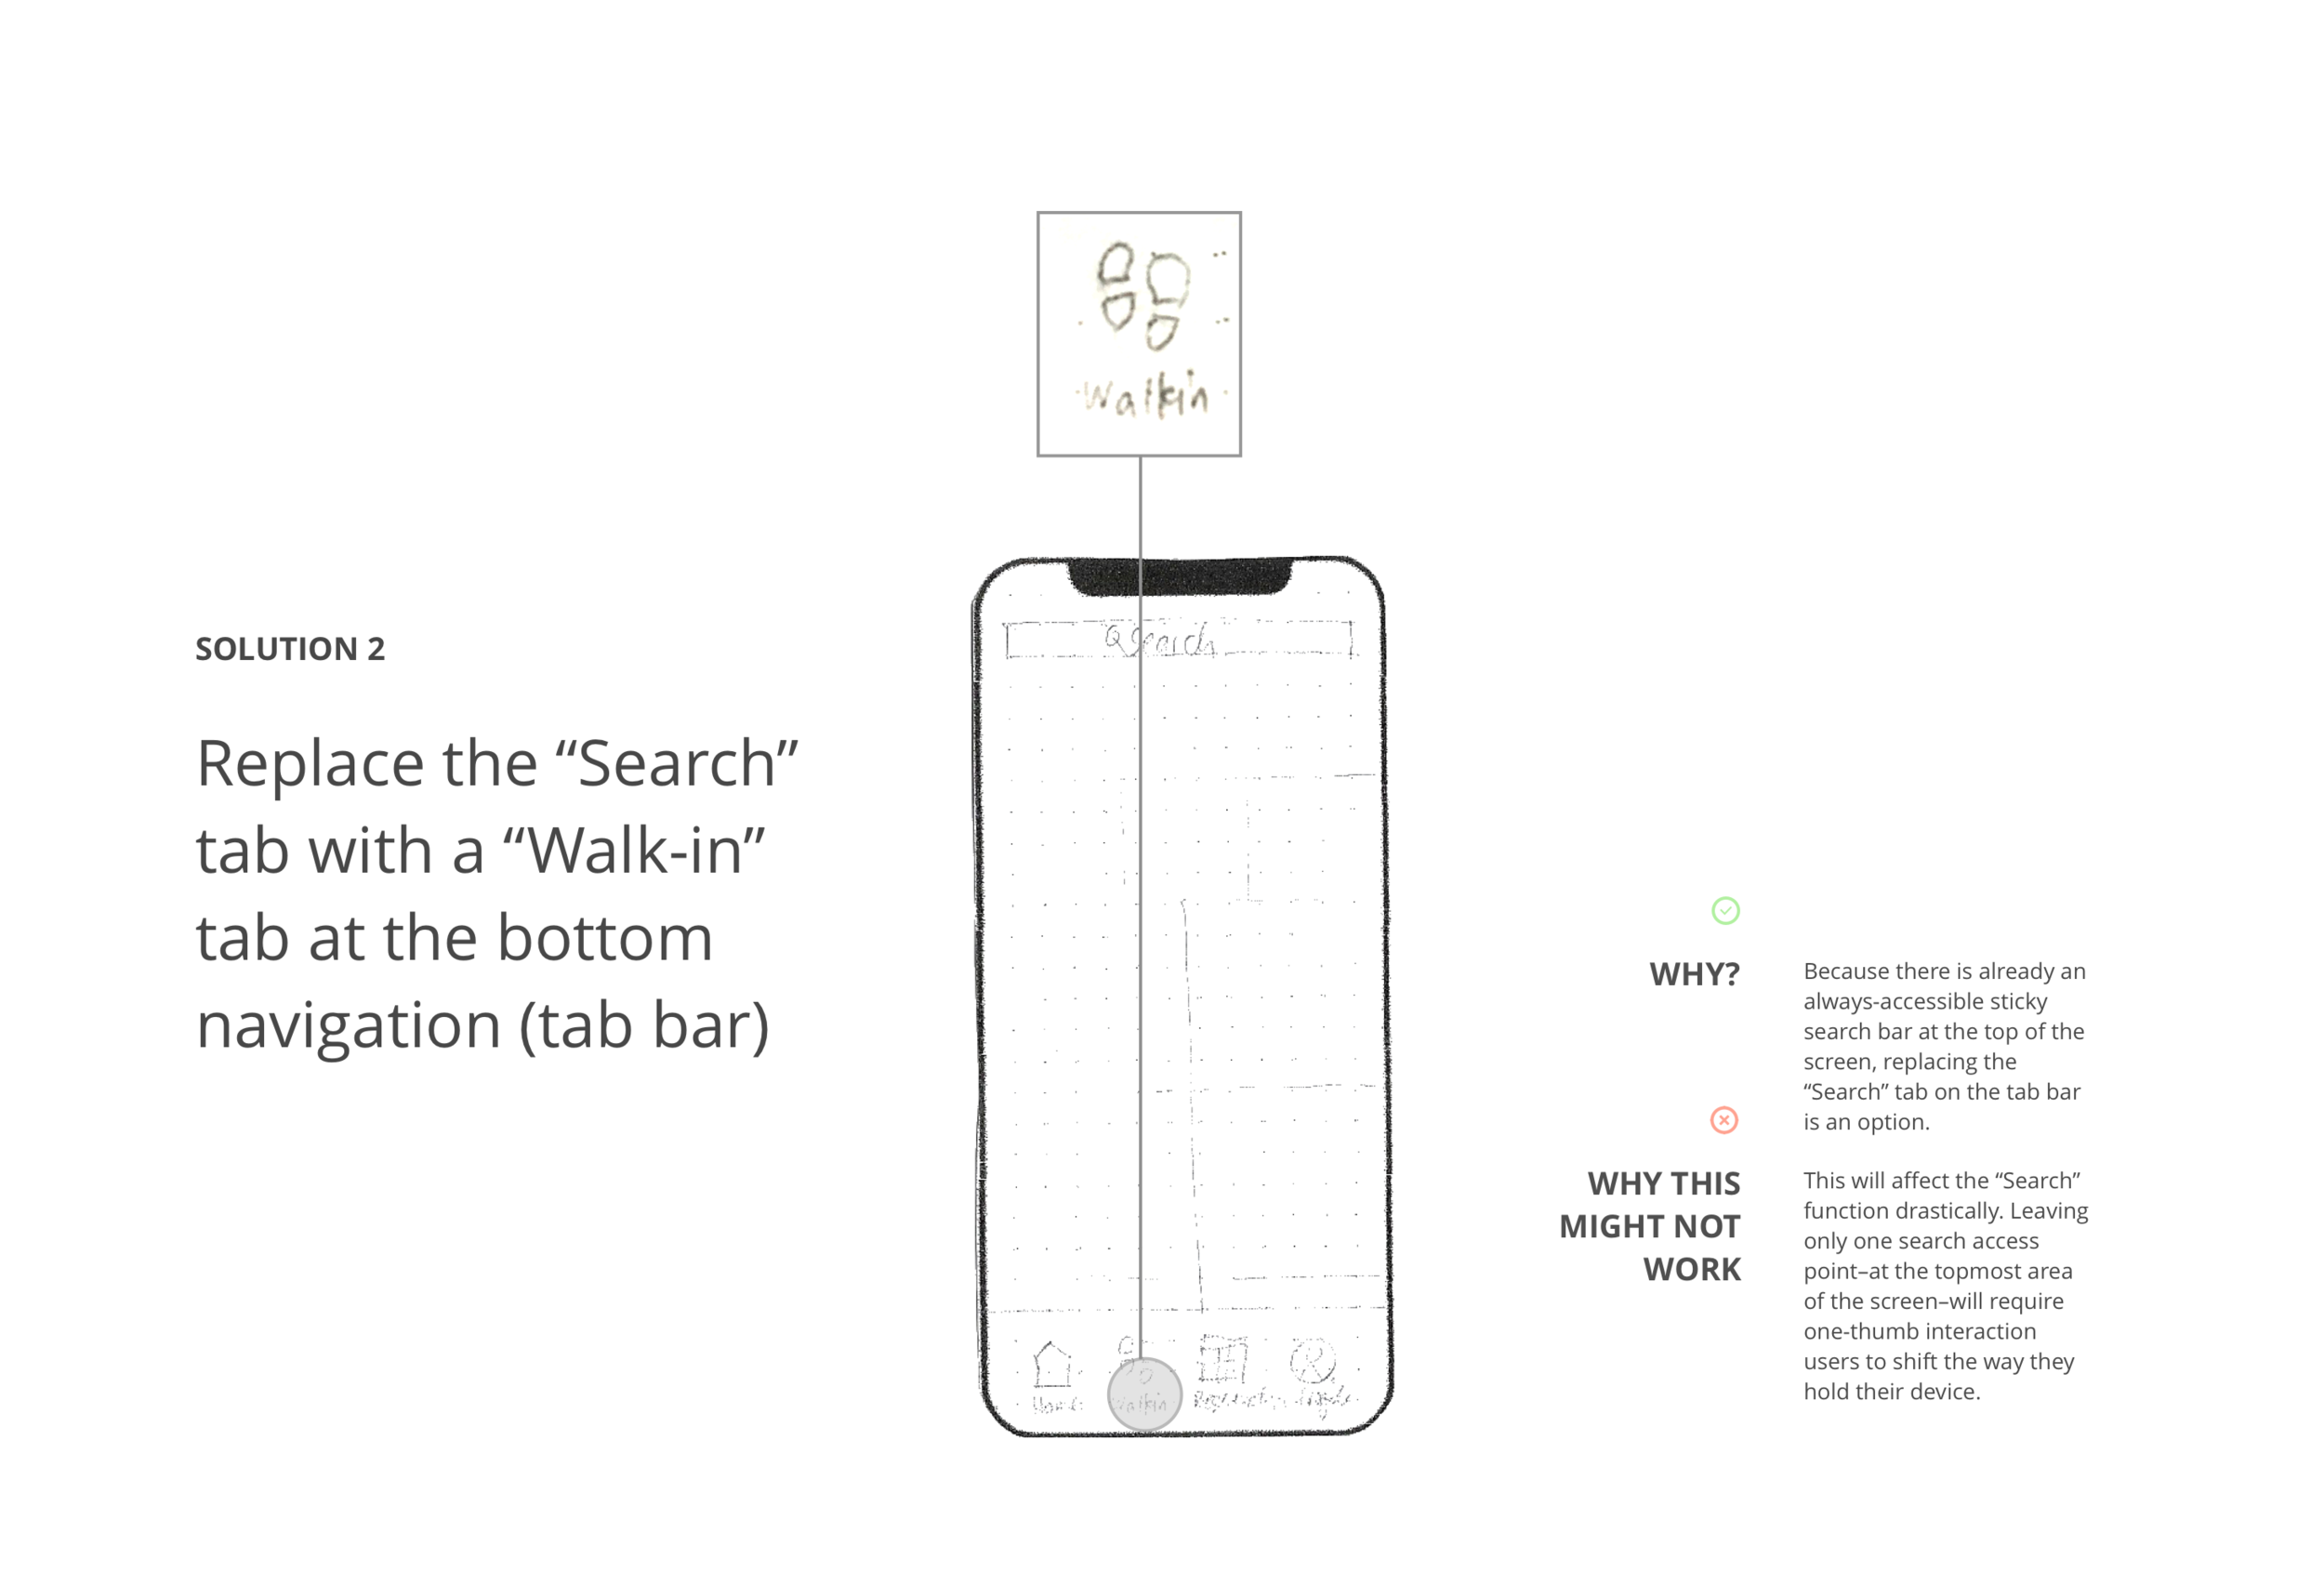 Walkin
Search
SOLUTION 2
Replace the “Search”
tab with a “Walk-in”
tab at the bottom
navigation (tab bar)
WHY?
Because there is already an
always-accessible sticky
search bar at the top of the
screen, replacing the
“Search” tab on the tab bar
is an option.
WHY THIS
MIGHT NOT
WORK
This will affect the “Search”
function drastically. Leaving
only one search access
point–at the topmost area
of the screen–will require
one-thumb interaction
users to shift the way they
hold their device.
Home Walkin